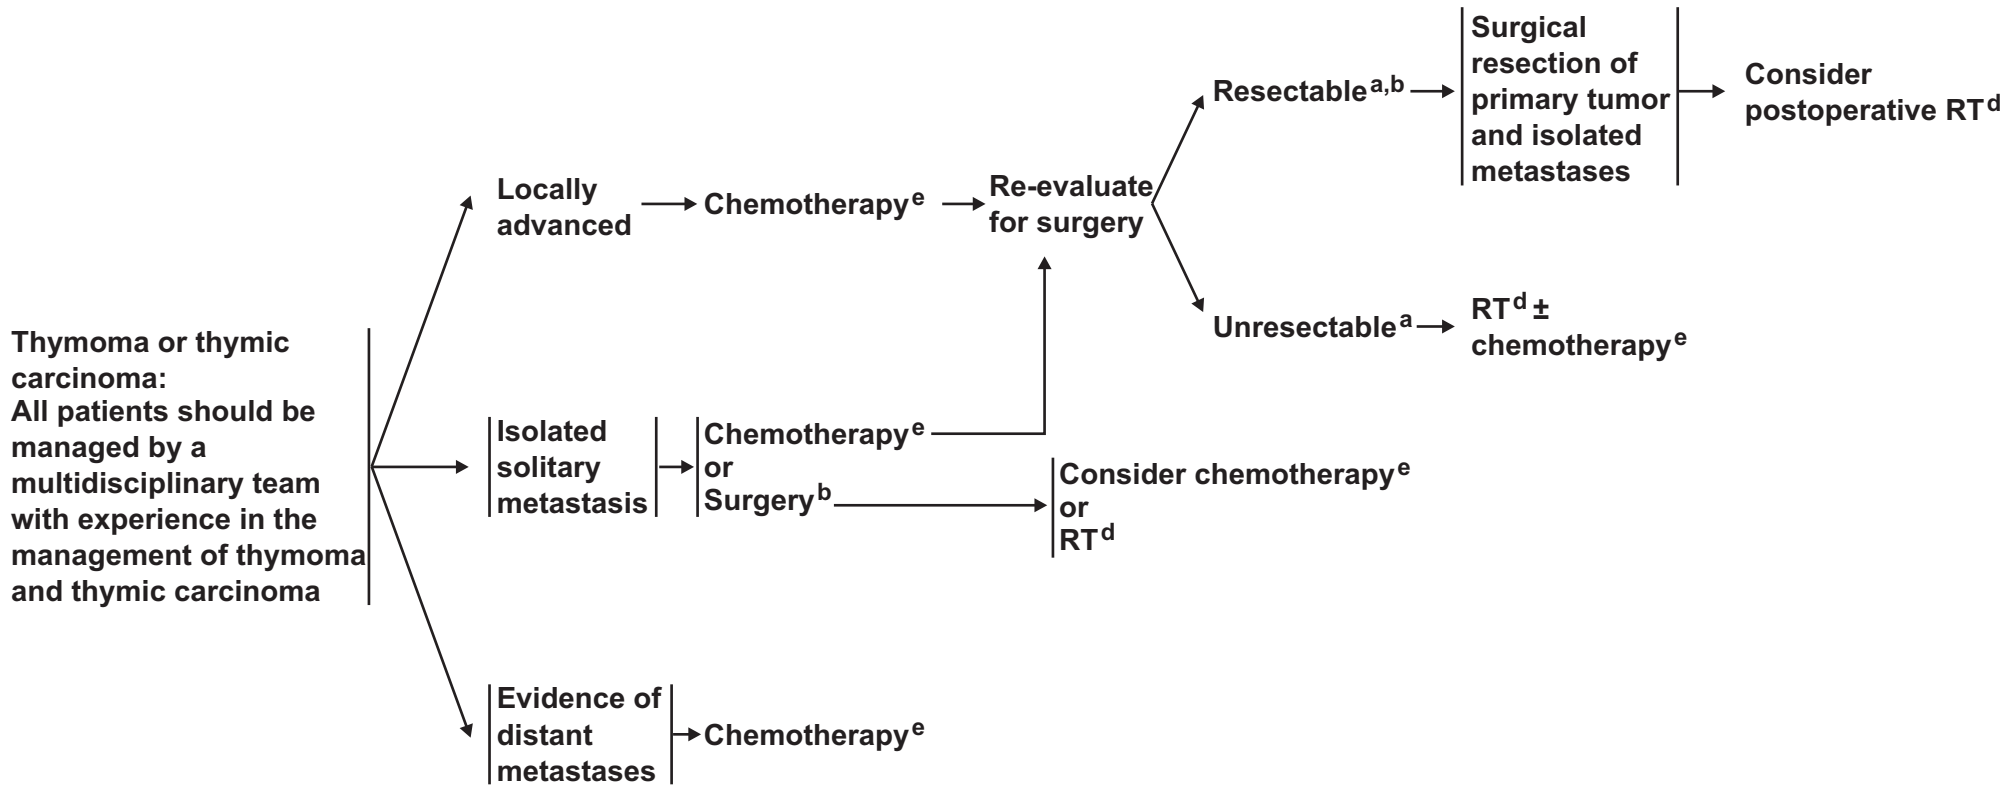 Thymoma or thymic
carcinoma:
All patients should be
managed by a
multidisciplinary team
with experience in the
management of thymoma
and thymic carcinoma
Locally
advanced
Chemotherapy e
Re-evaluate
for surgery
Resectable a,b
Surgical
resection of
primary tumor
and isolated
metastases
Consider
postoperative RT d
Unresectable a
RT d ±
chemotherapy e
Isolated
solitary
metastasis
Chemotherapy e
or
Surgery b
Consider chemotherapy e
or
RT d
Evidence of
distant
metastases
Chemotherapy e